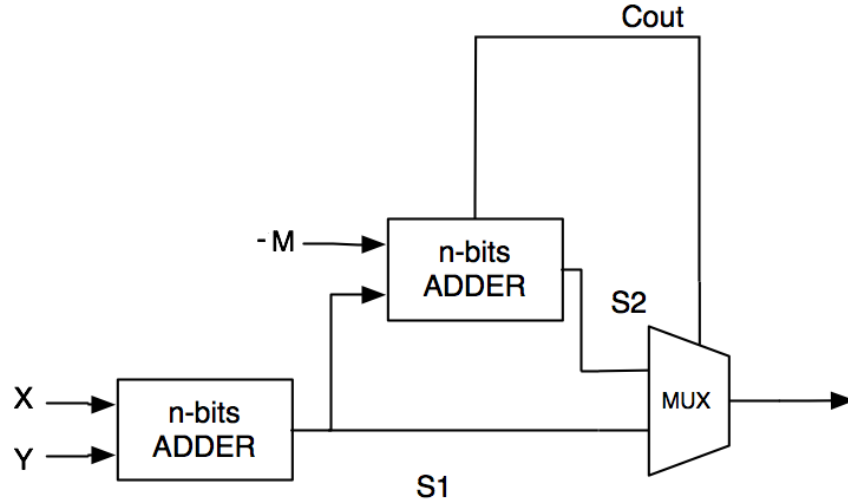 Cout
- M
n-bits
ADDER
S2
X
Y
n-bits
ADDER
MUX
S1